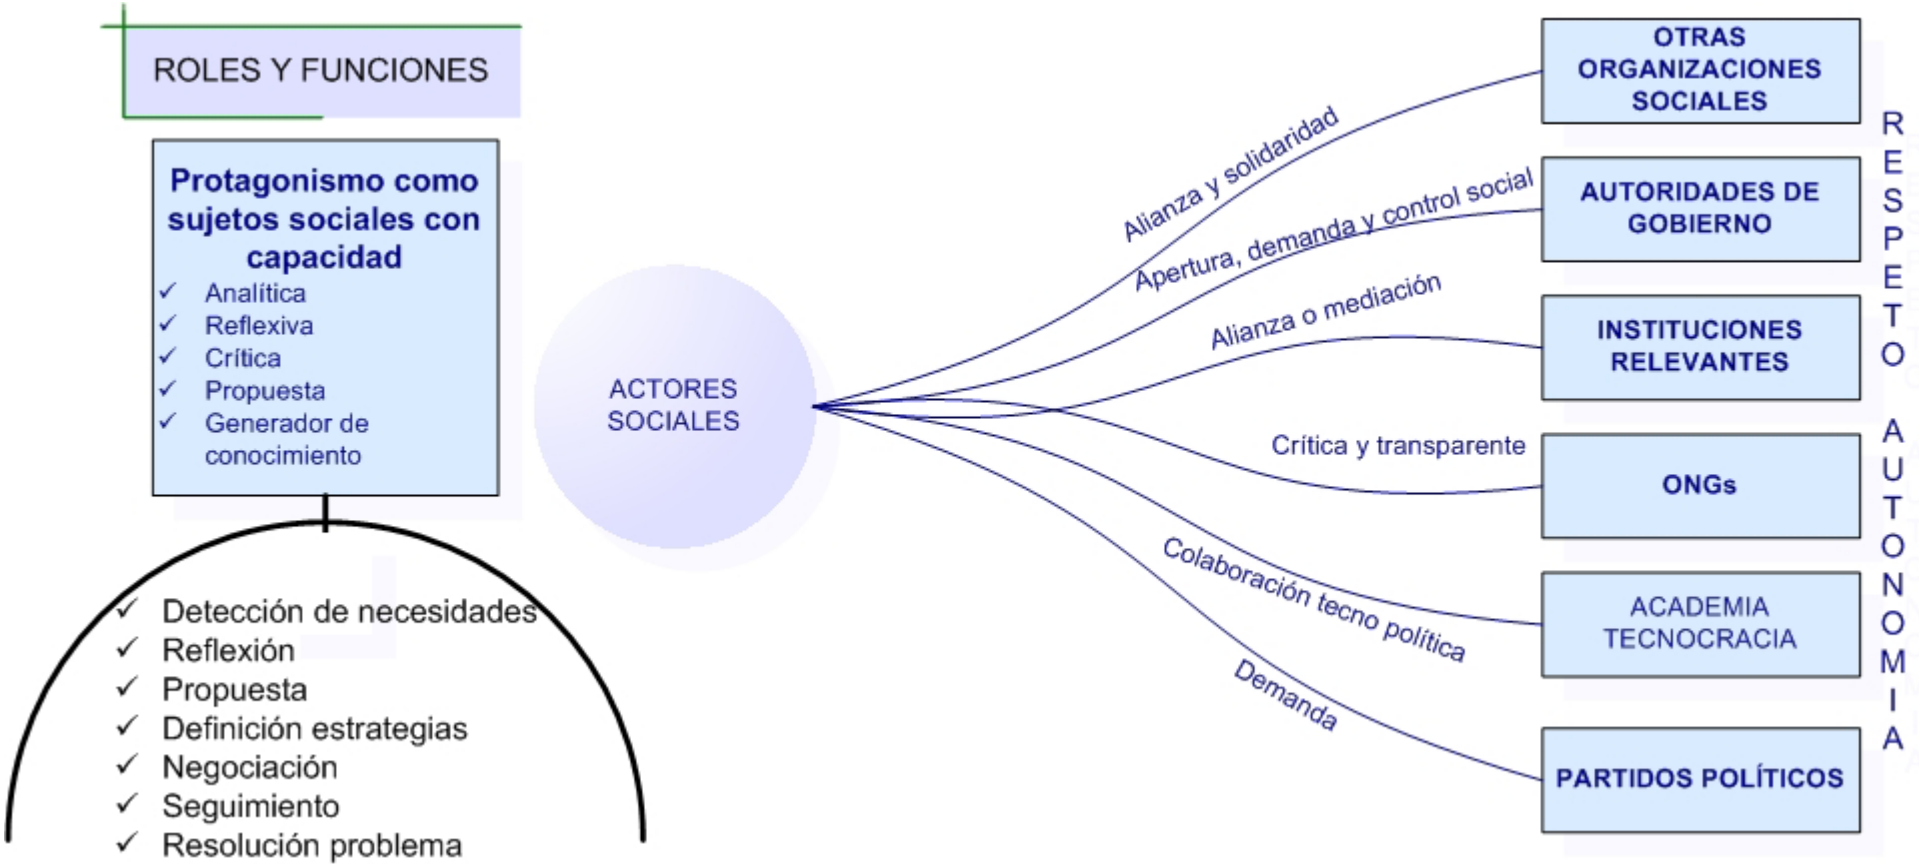 ROLES Y FUNCIONES
Protagonismo como
sujetos sociales con
capacidad
✓ Analítica
✓ Reflexiva
✓ Crítica
✓ Propuesta
✓ Generador de
conocimiento
✓ Detección de necesidades
✓ Reflexión
✓ Propuesta
✓ Definición estrategias
✓ Negociación
✓ Seguimiento
✓ Resolución problema
ACTORES
SOCIALES
Alianza y solidaridad
Apertura, demanda y control social
Alianza o mediación
Crítica y transparente
Colaboración tecno política
Demanda
OTRAS
ORGANIZACIONES
SOCIALES
AUTORIDADES DE
GOBIERNO
INSTITUCIONES
RELEVANTES
ONGs
ACADEMIA
TECNOCRACIA
PARTIDOS POLÍTICOS
RESPETO AUTONOMIA